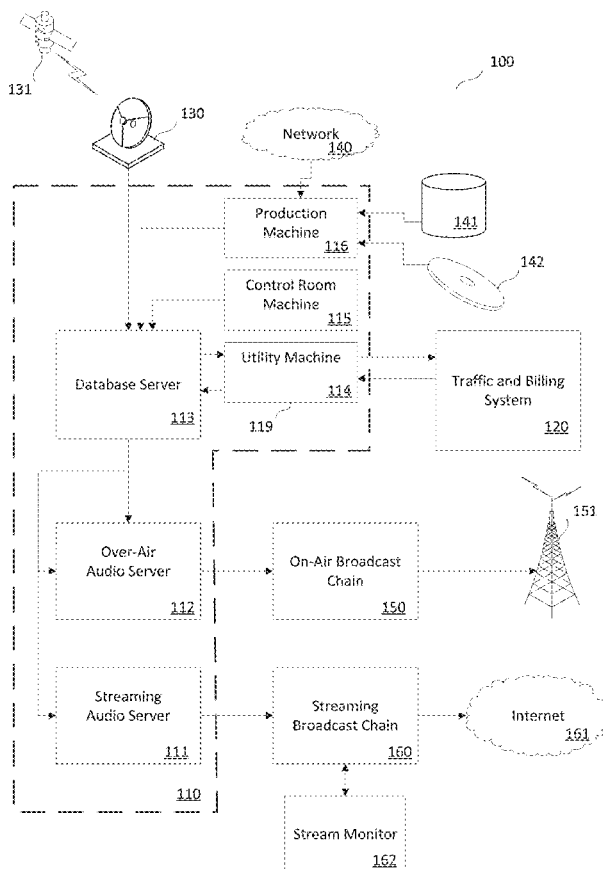 100
131
130
Network
140
Production
Machine
116
141
142
Control Room
Machine
115
Utility Machine
114
119
Database Server
113
Traffic and Billing
System
120
151
Over-Air
Audio Server
112
On-Air Broadcast
Chain
150
Streaming
Audio Server
111
Streaming
Broadcast Chain
160
Internet
161
110
Stream Monitor
162